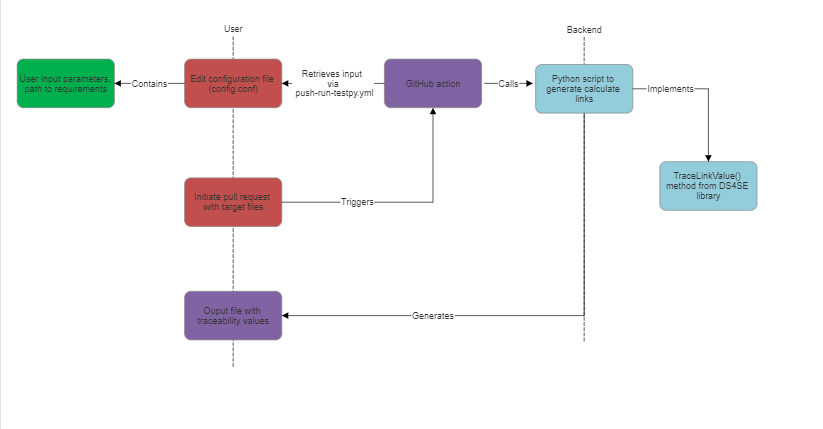 User
Backend
User input parameters,
path to requirements
Contains
Edit configuration file
(config.conf)
Retrieves input
via
push-run-testpy.yml
GitHub action
Calls
Python script to
generate calculate
links
Implements
TraceLinkValue()
method from DS4SE
library
Initiate pull request
with target files
Triggers
Ouput file with
traceability values
Generates